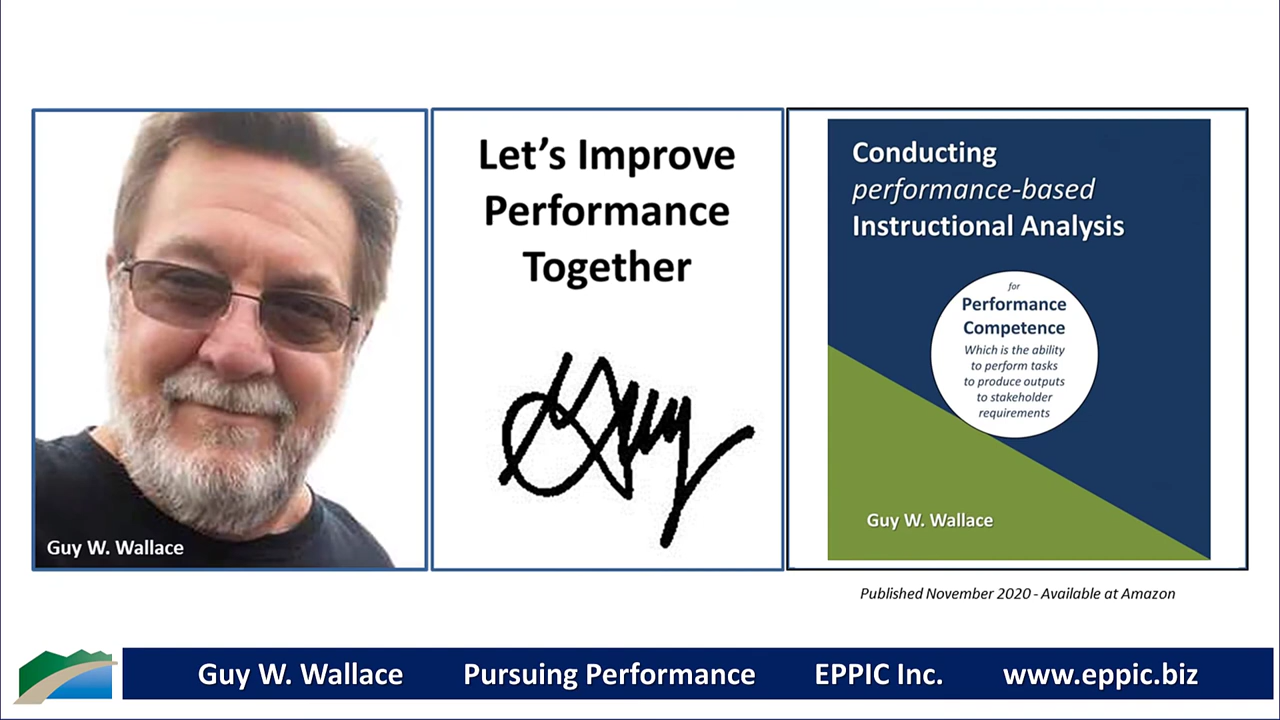 Guy W. Wallace
Let's Improve
Performance
Together
Guy
Conducting
performance-based
Instructional Analysis
for
Performance
Competence
Which is the ability
to perform tasks
to produce outputs
to stakeholder
requirements
Guy W. Wallace
Published November 2020 - Available at Amazon
Guy W. Wallace Pursuing Performance EPPIC Inc. www.eppic.biz